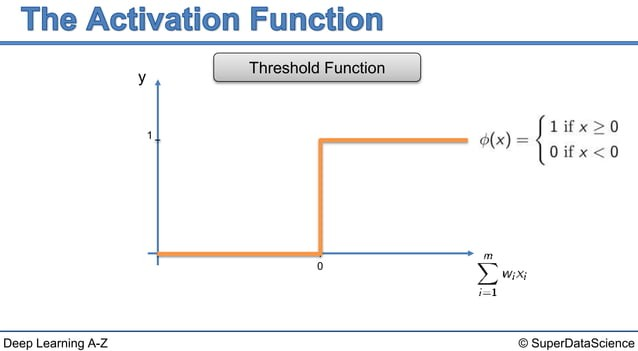 The Activation Function
Threshold Function
y
1
0
ϕ(x) = { 1 if x ≥ 0
0 if x < 0
m
∑ wᵢxᵢ
i=1
Deep Learning A-Z
© SuperDataScience